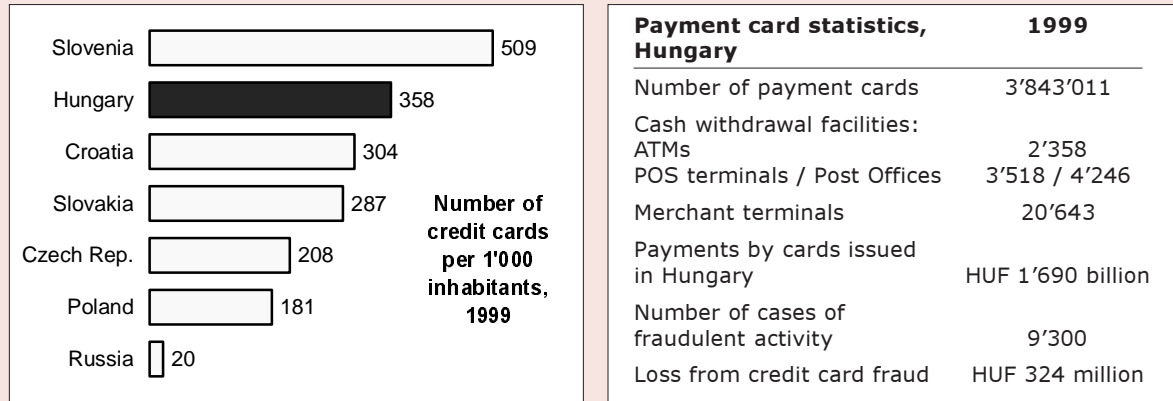 Slovenia 509
Hungary 358
Croatia 304
Slovakia 287
Czech Rep. 208
Poland 181
Russia 20
Number of
credit cards
per 1'000
inhabitants,
1999
Payment card statistics, 1999
Hungary
Number of payment cards 3’843’011
Cash withdrawal facilities:
ATMs 2’358
POS terminals / Post Offices 3’518 / 4’246
Merchant terminals 20’643
Payments by cards issued
in Hungary HUF 1’690 billion
Number of cases of
fraudulent activity 9’300
Loss from credit card fraud HUF 324 million